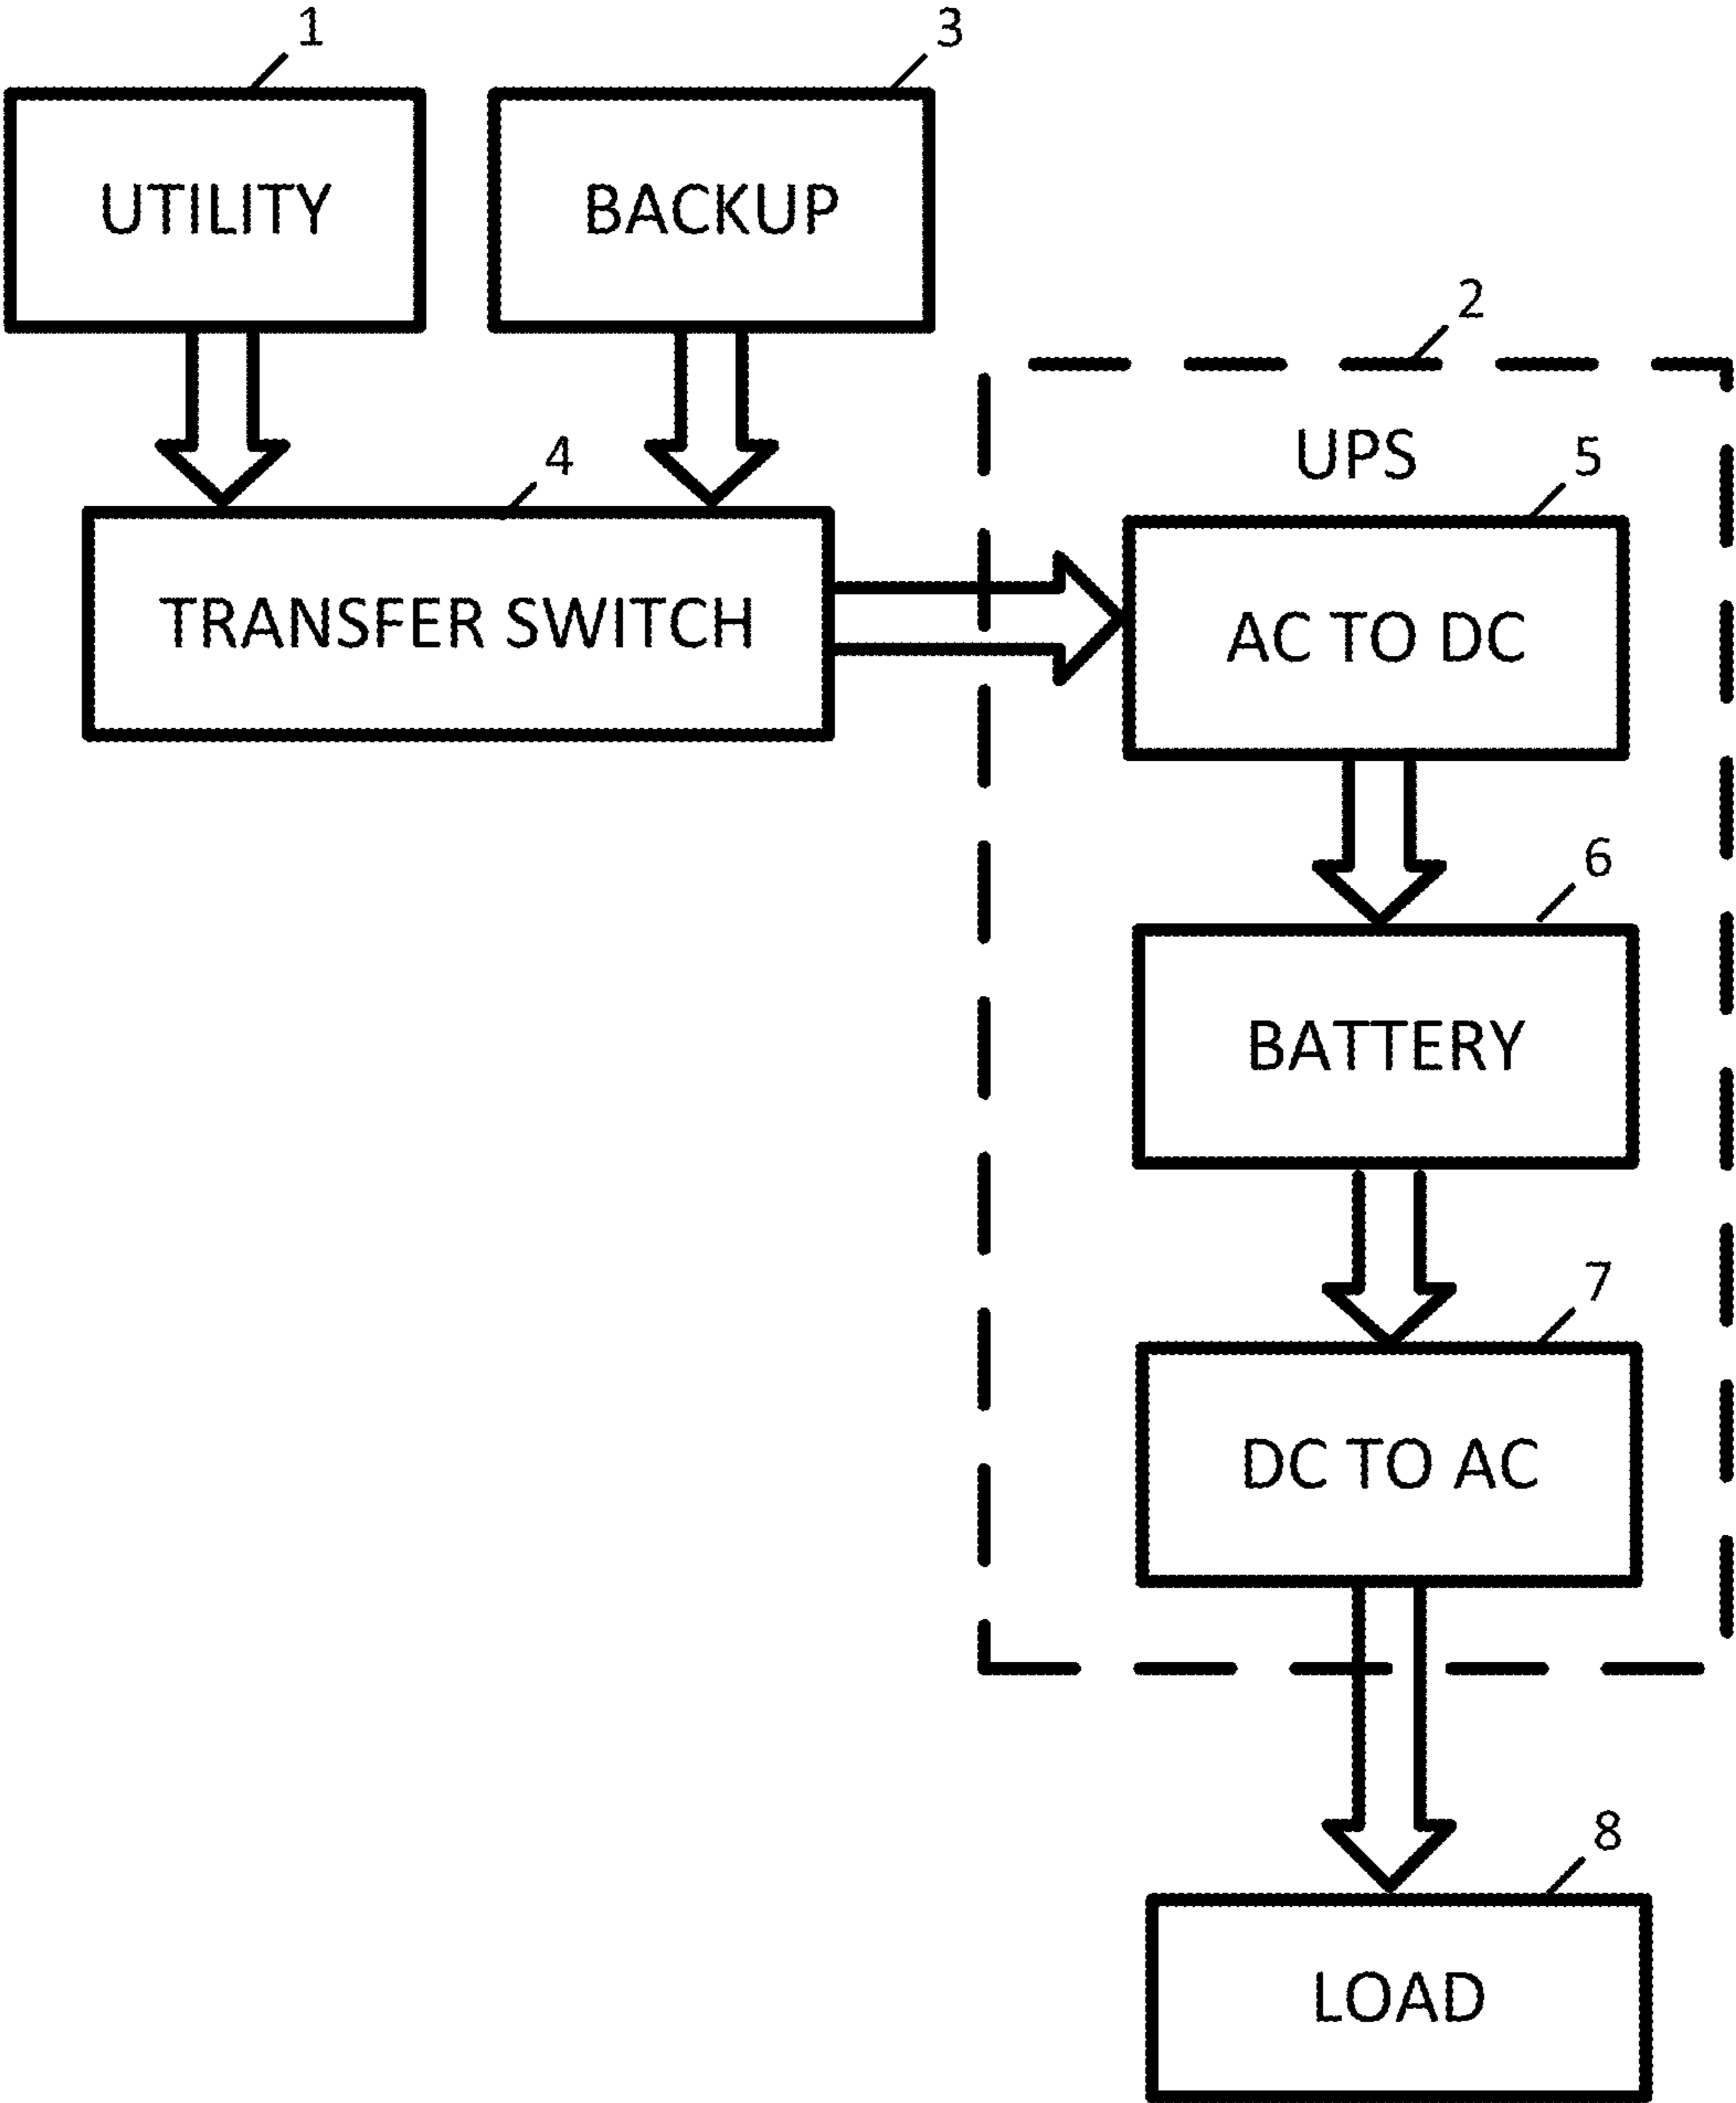 1
3
UTILITY
BACKUP
2
4
UPS
5
TRANSFER SWITCH
AC TO DC
6
BATTERY
7
DC TO AC
8
LOAD